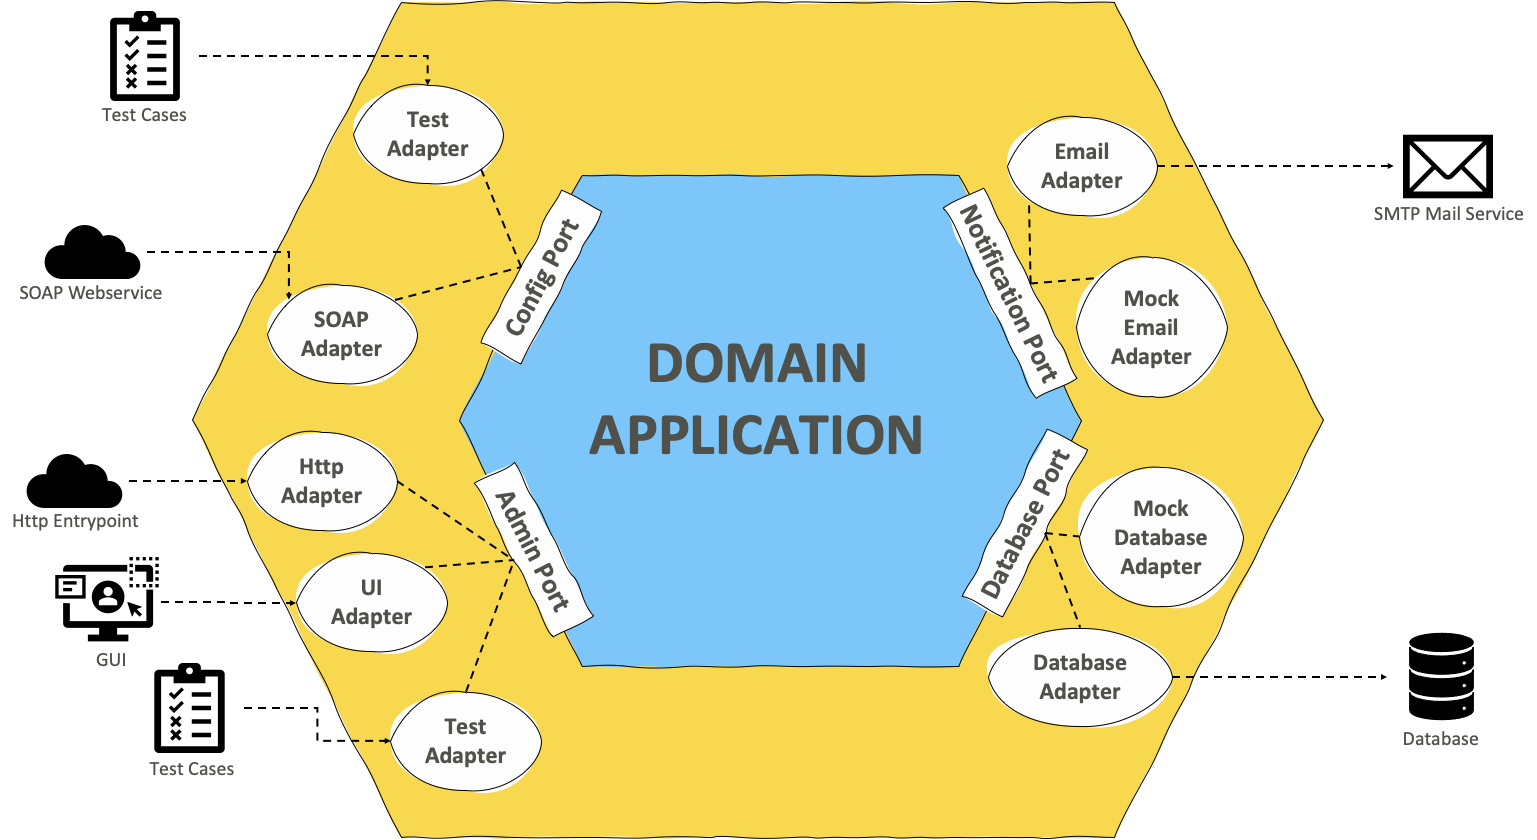 Test Cases
Test
Adapter
SOAP Webservice
SOAP
Adapter
Config Port
Http Entrypoint
Http
Adapter
GUI
UI
Adapter
Admin Port
Test Cases
Test
Adapter
DOMAIN
APPLICATION
Notification Port
Email
Adapter
SMTP Mail Service
Mock
Email
Adapter
Database Port
Mock
Database
Adapter
Database
Adapter
Database